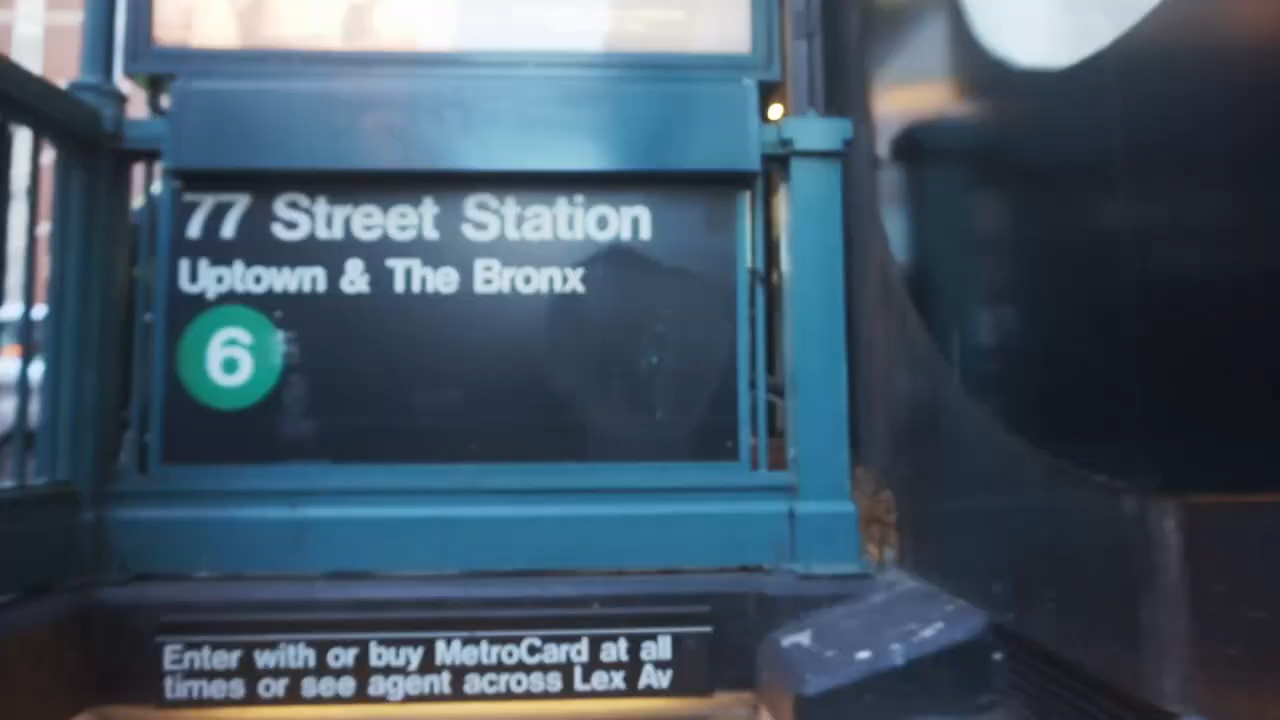 77 Street Station
Uptown & The Bronx
6
Enter with or buy MetroCard at all
times or see agent across Lex Av